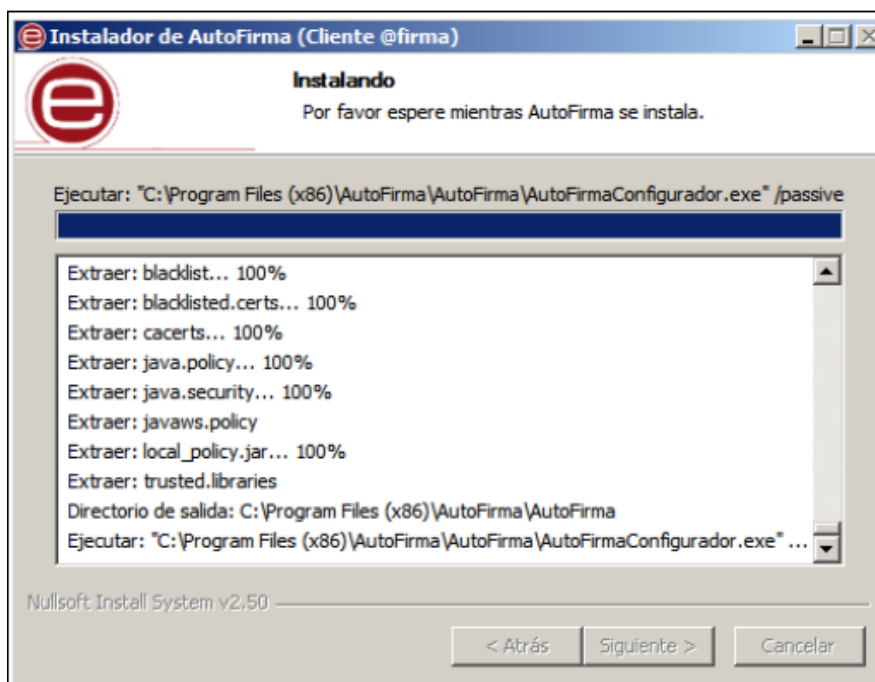 Instalador de AutoFirma (Cliente @firma)
Instalando
Por favor espere mientras AutoFirma se instala.
Ejecutar: "C:\Program Files (x86)\AutoFirma\AutoFirma\AutoFirmaConfigurador.exe" /passive
Extraer: blacklist... 100%
Extraer: blacklisted.certs... 100%
Extraer: cacerts... 100%
Extraer: java.policy... 100%
Extraer: java.security... 100%
Extraer: javaws.policy
Extraer: local_policy.jar... 100%
Extraer: trusted.libraries
Directorio de salida: C:\Program Files (x86)\AutoFirma\AutoFirma
Ejecutar: "C:\Program Files (x86)\AutoFirma\AutoFirma\AutoFirmaConfigurador.exe" ...
Nullsoft Install System v2.50
< Atrás Siguiente > Cancelar